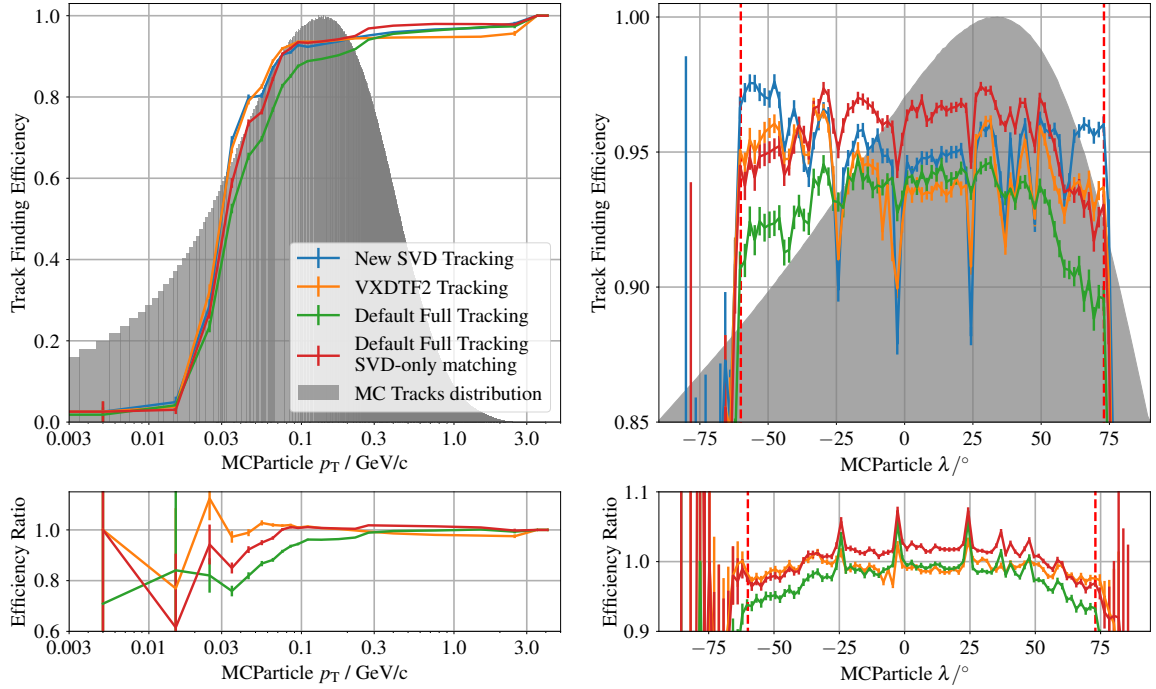 Track Finding Efficiency
1.0
0.8
0.6
0.4
0.2
0.0
New SVD Tracking
VXDTF2 Tracking
Default Full Tracking
Default Full Tracking
SVD-only matching
MC Tracks distribution
0.003 0.01 0.03 0.1 0.3 1.0 3.0
MCParticle pT / GeV/c
Track Finding Efficiency
1.00
0.95
0.90
0.85
−75 −50 −25 0 25 50 75
MCParticle λ/°
Efficiency Ratio
1.0
0.8
0.6
0.003 0.01 0.03 0.1 0.3 1.0 3.0
MCParticle pT / GeV/c
Efficiency Ratio
1.1
1.0
0.9
−75 −50 −25 0 25 50 75
MCParticle λ/°